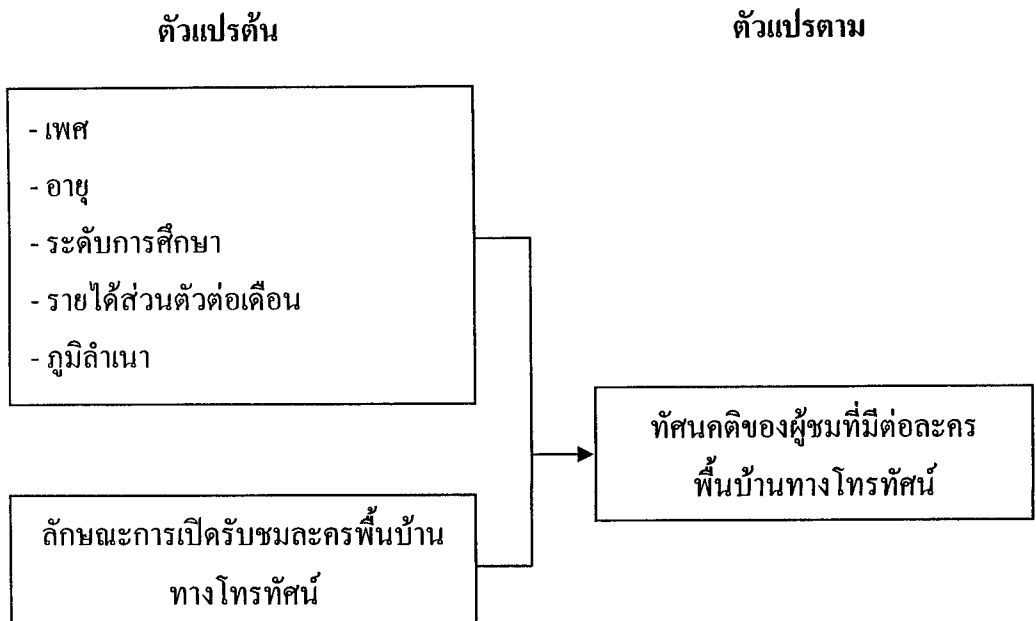 ตัวแปรต้น
ตัวแปรตาม
- เพศ
- อายุ
- ระดับการศึกษา
- รายได้ส่วนตัวต่อเดือน
- ภูมิลำเนา
ทัศนคติของผู้ชมที่มีต่อละคร
พื้นบ้านทางโทรทัศน์
ลักษณะการเปิดรับชมละครพื้นบ้าน
ทางโทรทัศน์